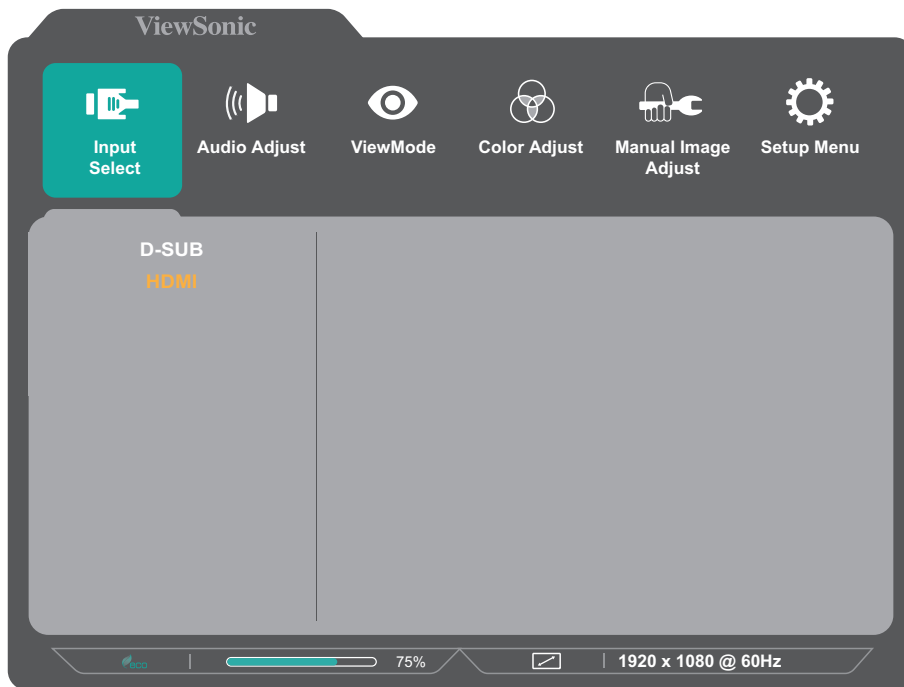 ViewSonic
Input
Select
Audio Adjust
ViewMode
Color Adjust
Manual Image
Adjust
Setup Menu
D-SUB
HDMI
eco
75%
1920 x 1080 @ 60Hz